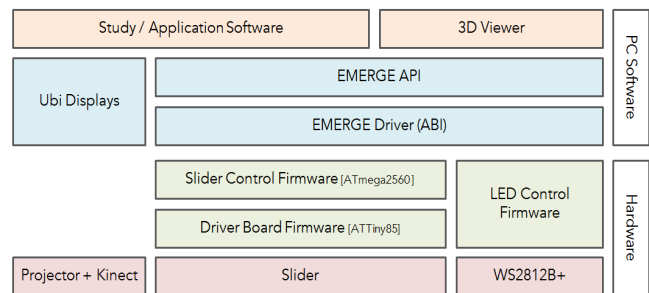 Study / Application Software
3D Viewer
PC Software
Ubi Displays
EMERGE API
EMERGE Driver (ABI)
Slider Control Firmware [ATmega2560]
LED Control
Firmware
Hardware
Driver Board Firmware [ATTiny85]
Projector + Kinect
Slider
WS2812B+